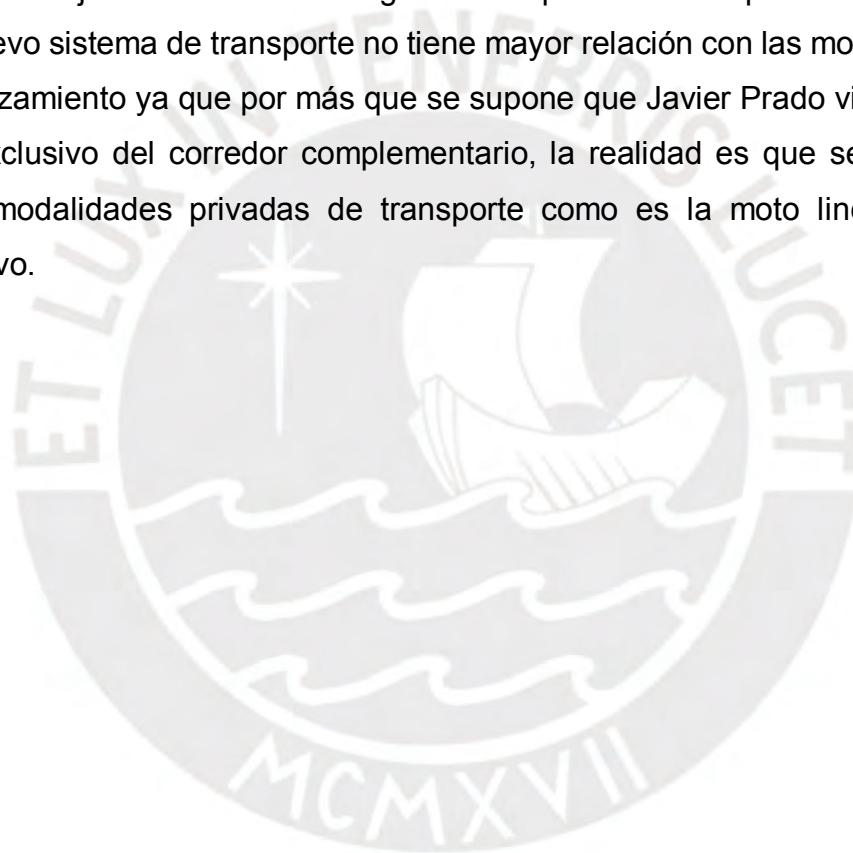 evo sistema de transporte no tiene mayor relación con las mo
zamiento ya que por más que se supone que Javier Prado vi
xclusivo del corredor complementario, la realidad es que se
modalidades privadas de transporte como es la moto line
vo.
ET LUX IN TENEBRIS LUCET
MCMXVII